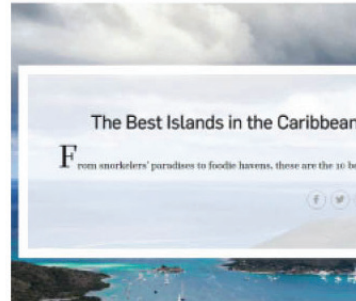 The Best Islands in the Caribbean
From snorkelers' paradises to foodie havens, these are the 10